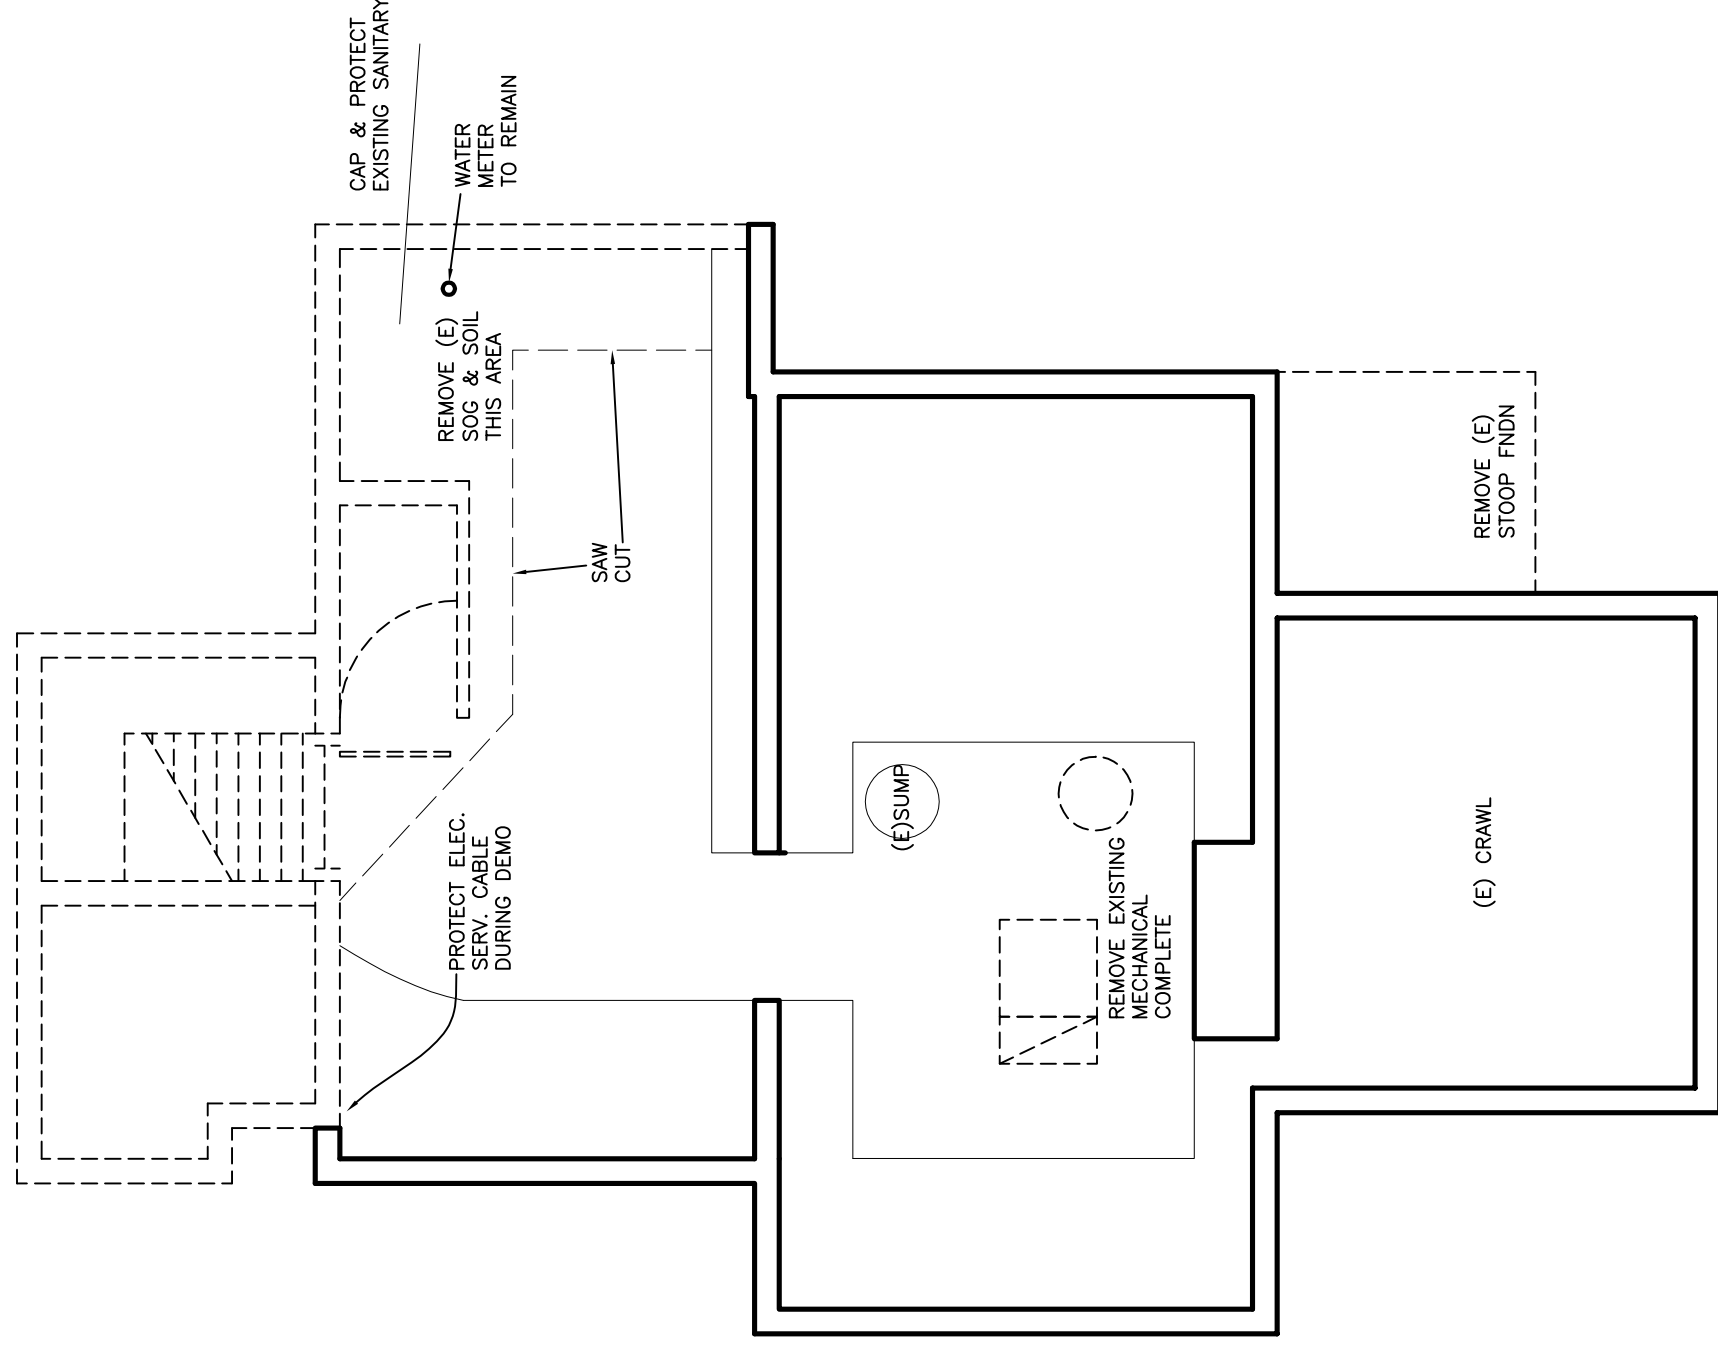 CAP & PROTECT
EXISTING SANITARY
WATER
METER
TO REMAIN
REMOVE (E)
SOG & SOIL
THIS AREA
SAW
CUT
PROTECT ELEC.
SERV. CABLE
DURING DEMO
(E)SUMP
REMOVE EXISTING
MECHANICAL
COMPLETE
REMOVE (E)
STOOP FNDN
(E) CRAWL